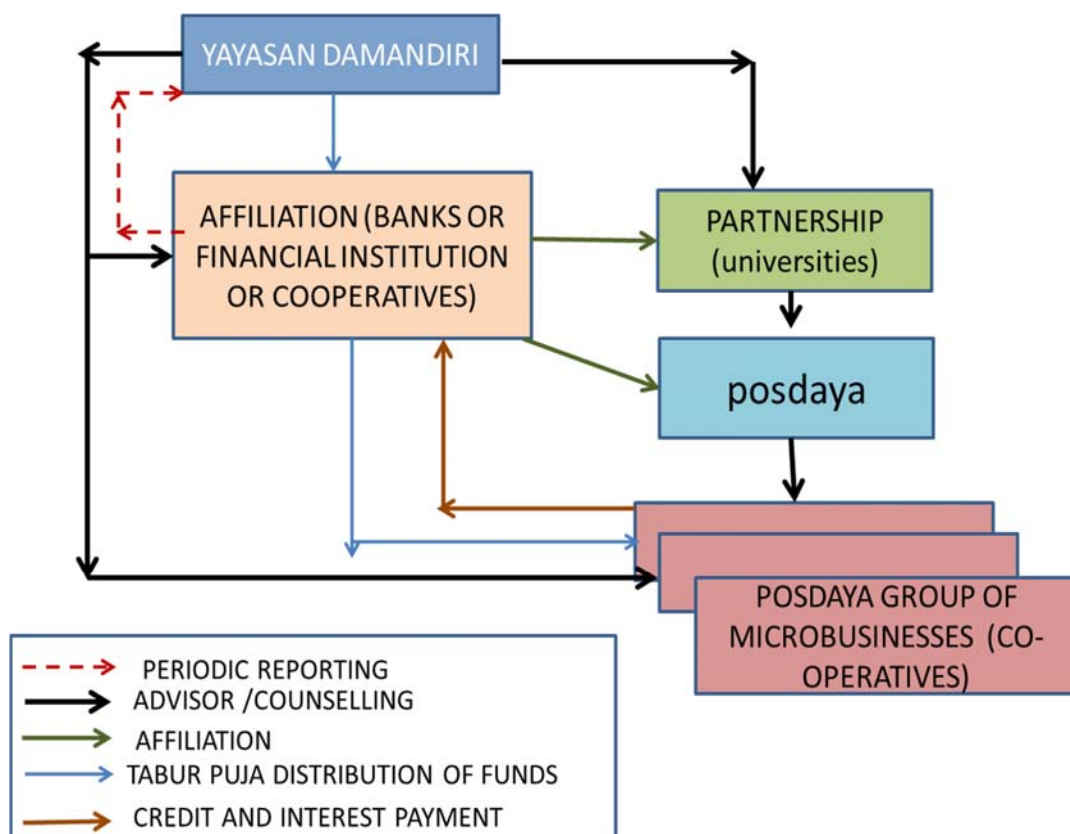 YAYASAN DAMANDIRI
AFFILIATION (BANKS OR
FINANCIAL INSTITUTION
OR COOPERATIVES)
PARTNERSHIP
(universities)
posdaya
POSDAYA GROUP OF
MICROBUSINESSES (CO-
OPERATIVES)
PERIODIC REPORTING
ADVISOR /COUNSELLING
AFFILIATION
TABUR PUJA DISTRIBUTION OF FUNDS
CREDIT AND INTEREST PAYMENT